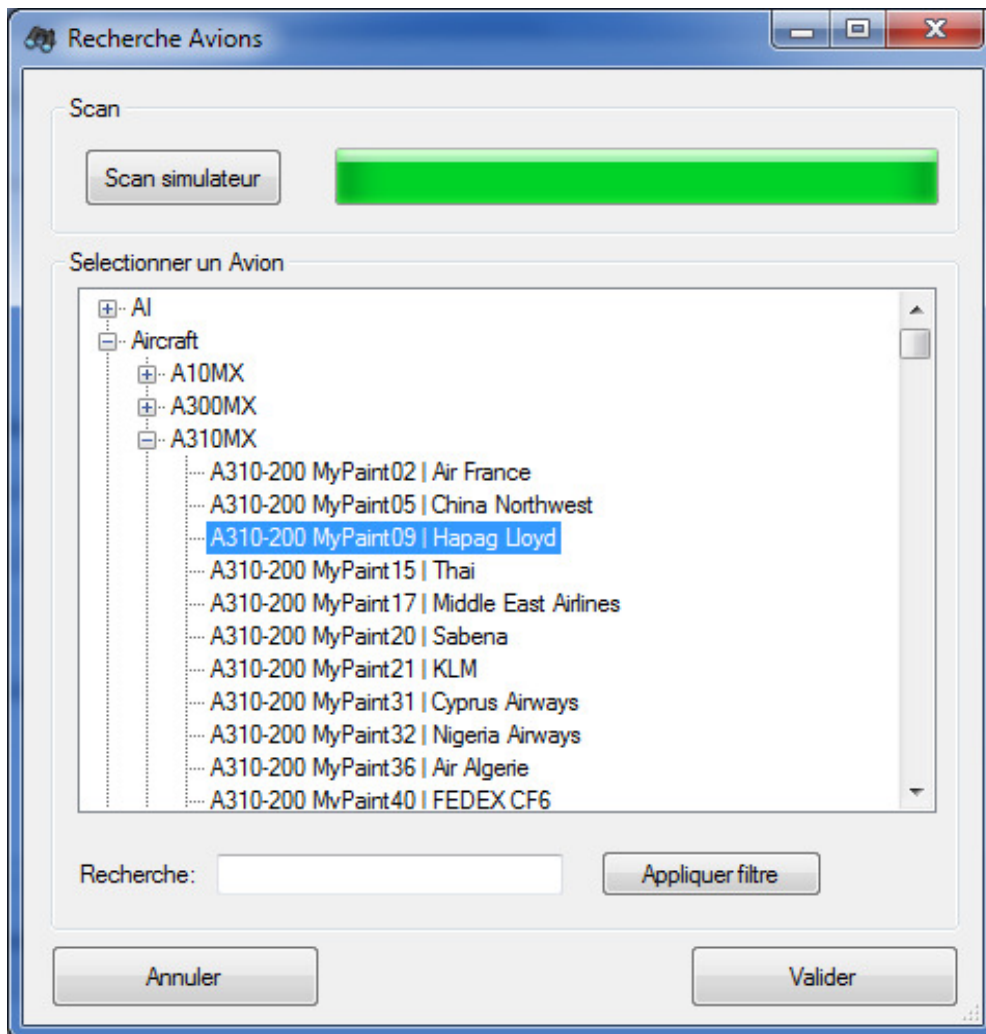 Recherche Avions
Scan
Scan simulateur
Selectionner un Avion
AI
Aircraft
A10MX
A300MX
A310MX
A310-200 MyPaint02 | Air France
A310-200 MyPaint05 | China Northwest
A310-200 MyPaint09 | Hapag Lloyd
A310-200 MyPaint15 | Thai
A310-200 MyPaint17 | Middle East Airlines
A310-200 MyPaint20 | Sabena
A310-200 MyPaint21 | KLM
A310-200 MyPaint31 | Cyprus Airways
A310-200 MyPaint32 | Nigeria Airways
A310-200 MyPaint36 | Air Algerie
A310-200 MyPaint40 | FEDEX CF6
Recherche: Appliquer filtre
Annuler Valider